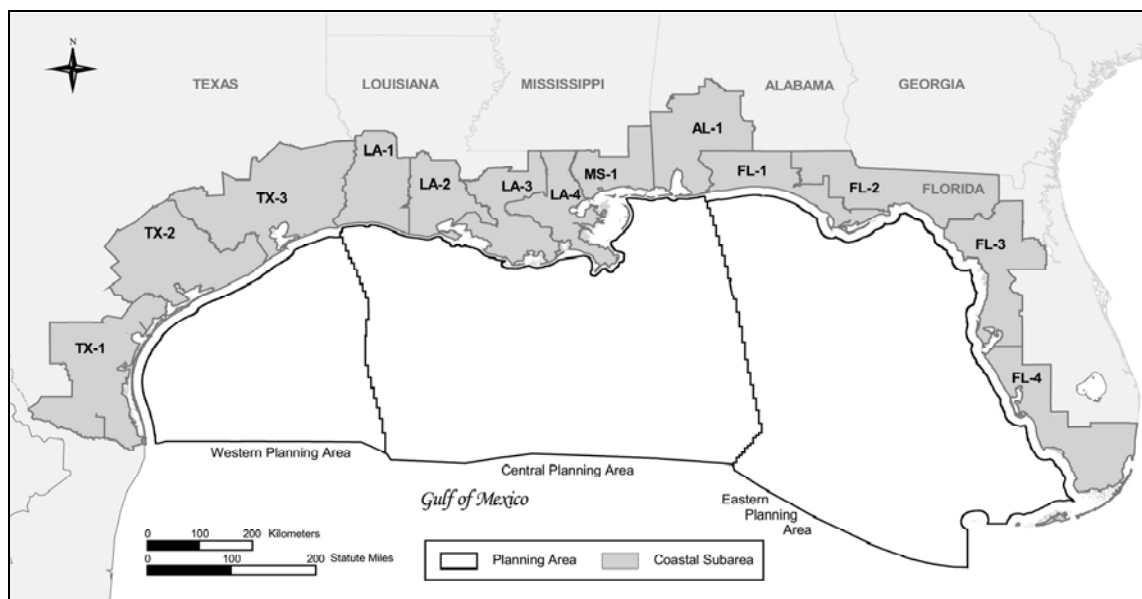 N
TEXAS
LOUISIANA
MISSISSIPPI
ALABAMA
GEORGIA
AL-1
LA-1
LA-2
LA-3
LA-4
MS-1
FL-1
FL-2
FLORIDA
TX-3
TX-2
FL-3
TX-1
FL-4
Western Planning Area
Central Planning Area
Gulf of Mexico
Eastern
Planning
Area
0 100 200 Kilometers
0 100 200 Statute Miles
Planning Area
Coastal Subarea